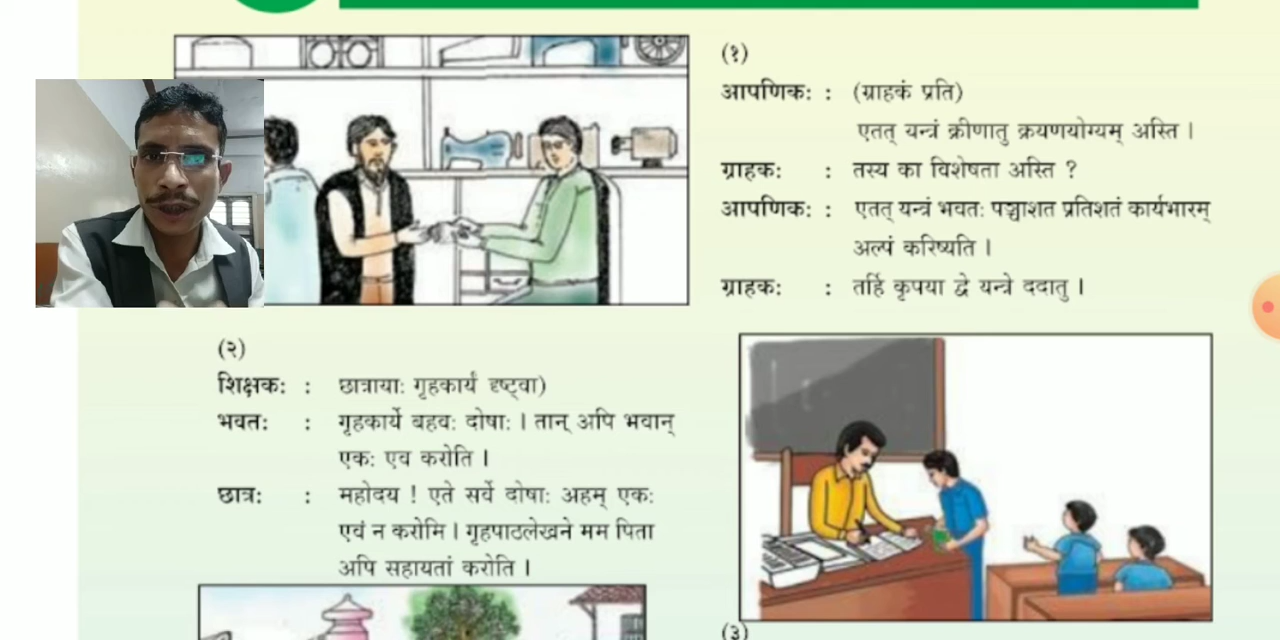 (१)
आपणिकः : (ग्राहकं प्रति)
एतत् यन्त्रं क्रीणातु क्रयणयोग्यम् अस्ति ।
ग्राहकः : तस्य का विशेषता अस्ति ?
आपणिकः : एतत् यन्त्रं भवतः पञ्चाशत प्रतिशतं कार्यभारम्
अल्पं करिष्यति ।
ग्राहकः : तर्हि कृपया द्वे यन्त्रे ददातु ।
(२)
शिक्षकः : छात्रायाः गृहकार्यं दृष्ट्वा)
भवतः : गृहकार्ये बहवः दोषाः । तान् अपि भवान्
एकः एव करोति ।
छात्रः : महोदय ! एते सर्वे दोषाः अहम् एकः
एवं न करोमि । गृहपाठलेखने मम पिता
अपि सहायतां करोति ।
(३)